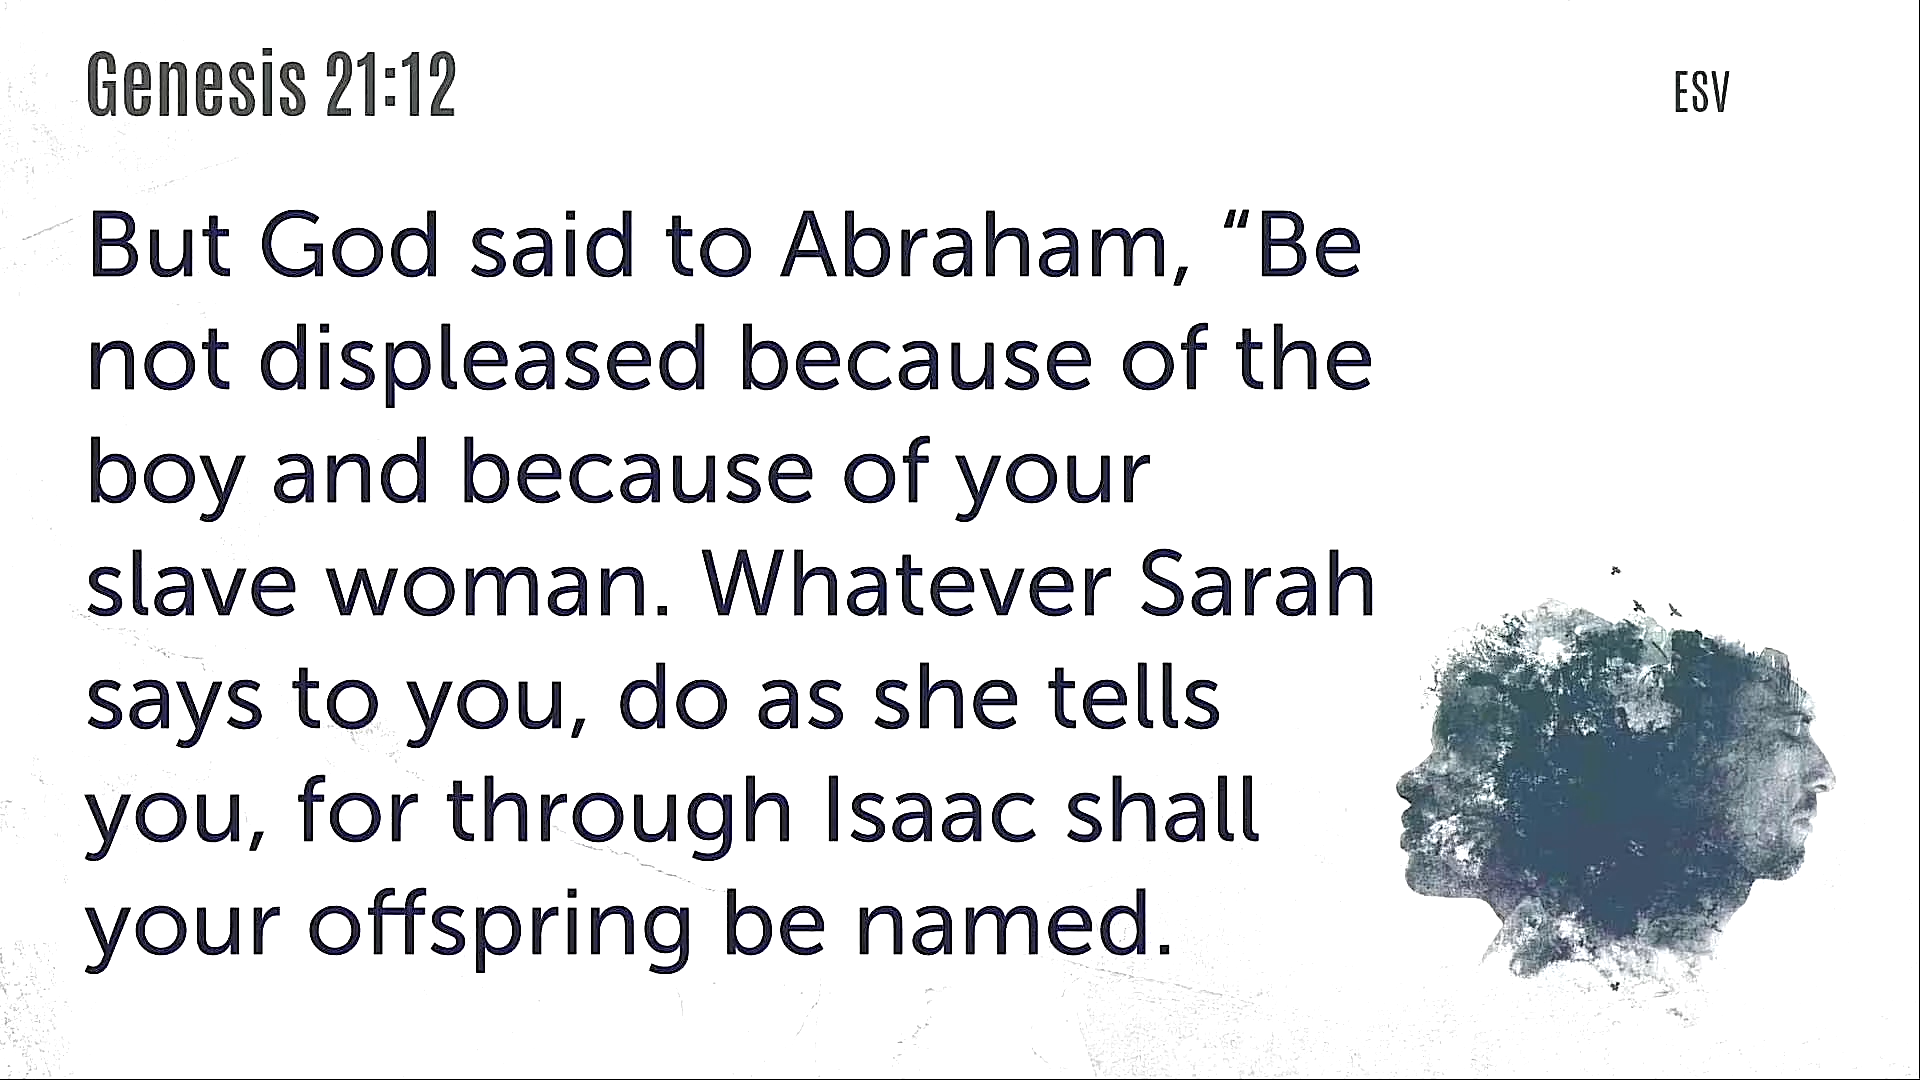 Genesis 21:12
ESV
But God said to Abraham, “Be
not displeased because of the
boy and because of your
slave woman. Whatever Sarah
says to you, do as she tells
you, for through Isaac shall
your offspring be named.